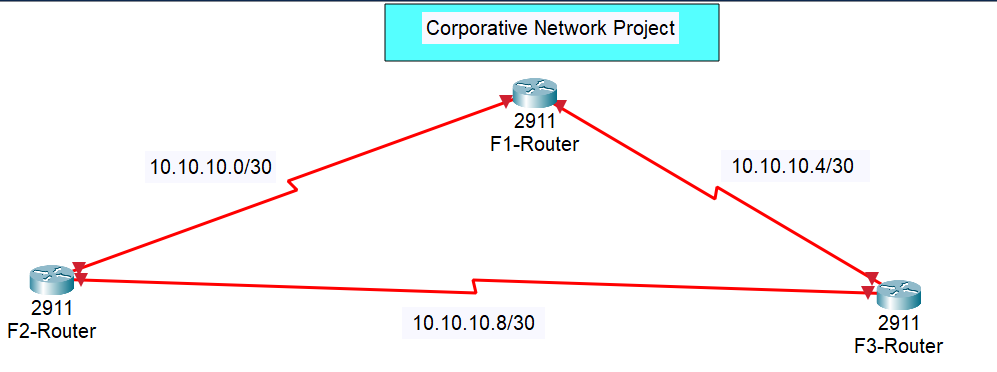 Corporative Network Project
2911
F1-Router
10.10.10.0/30
10.10.10.4/30
2911
F2-Router
10.10.10.8/30
2911
F3-Router